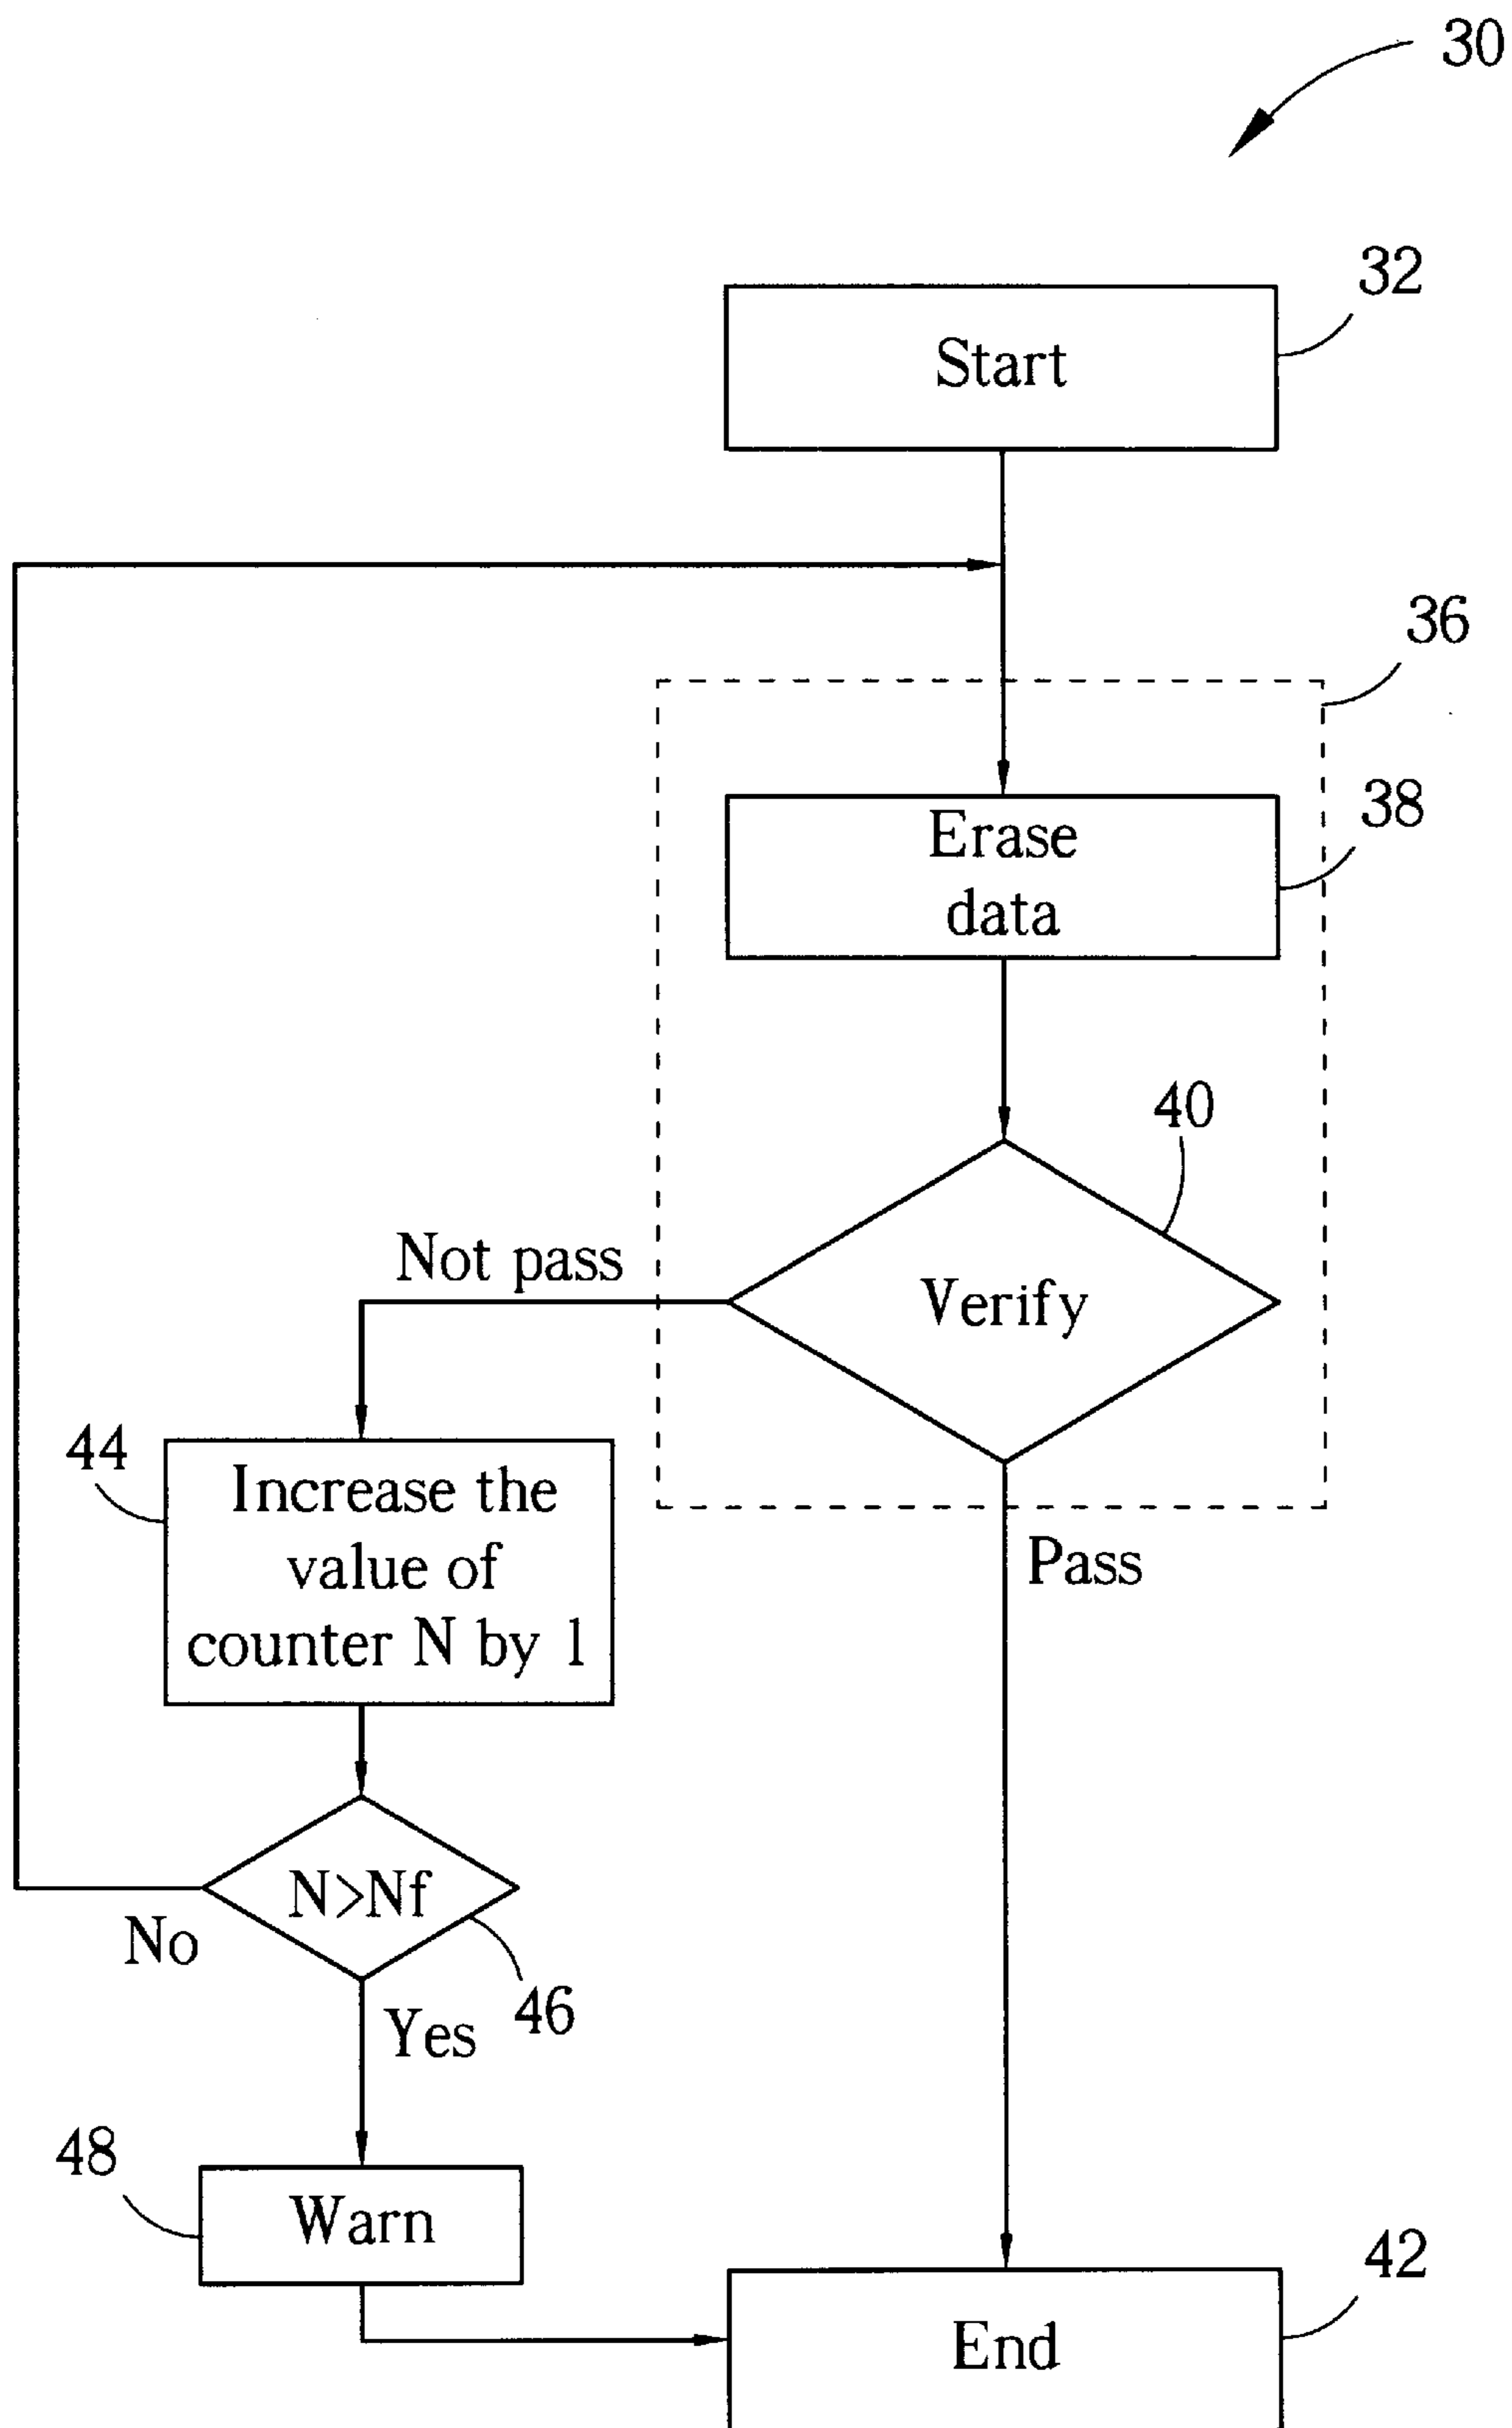 30
32
Start
36
38
Erase
data
40
Not pass
Verify
44
Increase the
value of
counter N by 1
Pass
N>Nf
No
46
Yes
48
Warn
42
End